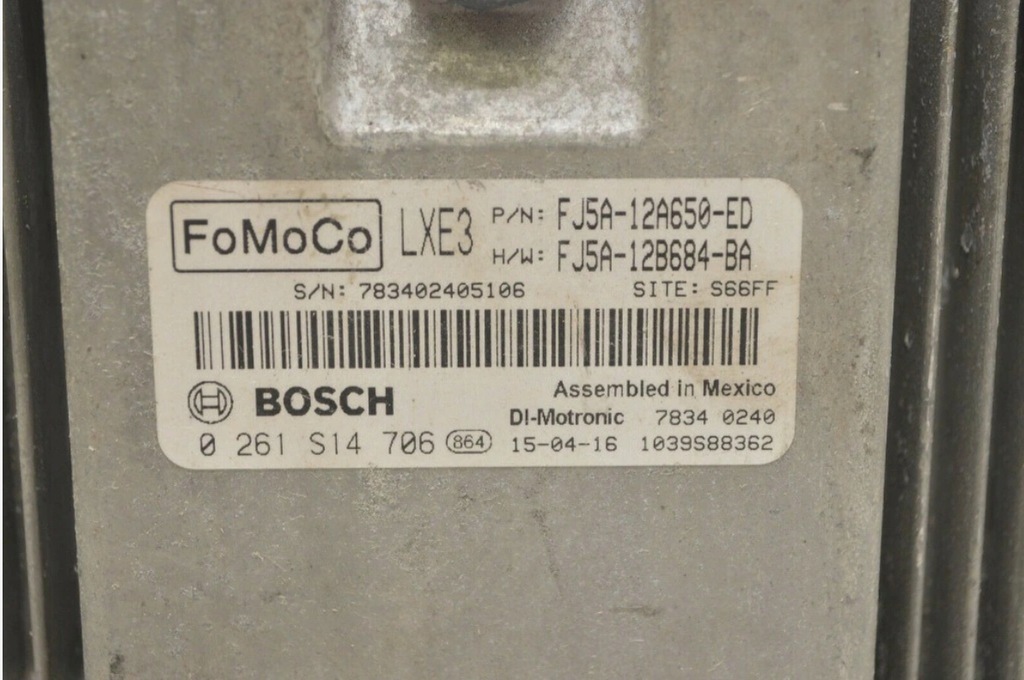 FoMoCo LXE3 P/N: FJ5A-12A650-ED
H/W: FJ5A-12B684-BA
S/N: 783402405106 SITE: S66FF
BOSCH Assembled in Mexico
DI-Motronic 7834 0240
0 261 S14 706 864 15-04-16 1039S88362